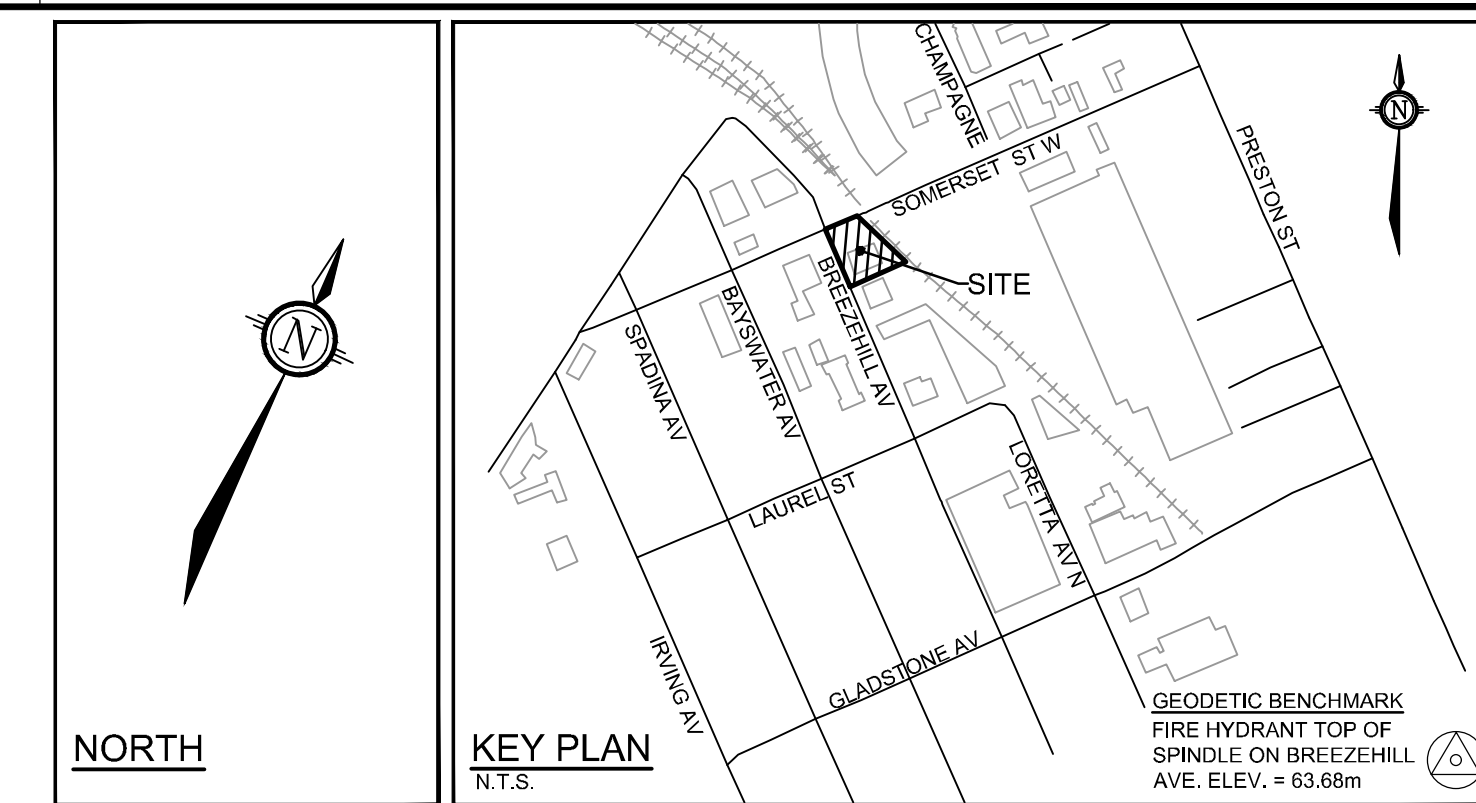 N
NORTH
CHAMPAGNE
N
SOMERSET ST W
PRESTON ST
SITE
BREEZEHILL AV
BAYSWATER AV
SPADINA AV
LAUREL ST
LORETTA AV N
IRVING AV
GLADSTONE AV
KEY PLAN
N.T.S.
GEODETIC BENCHMARK
FIRE HYDRANT TOP OF
SPINDLE ON BREEZEHILL
AVE. ELEV. = 63.68m